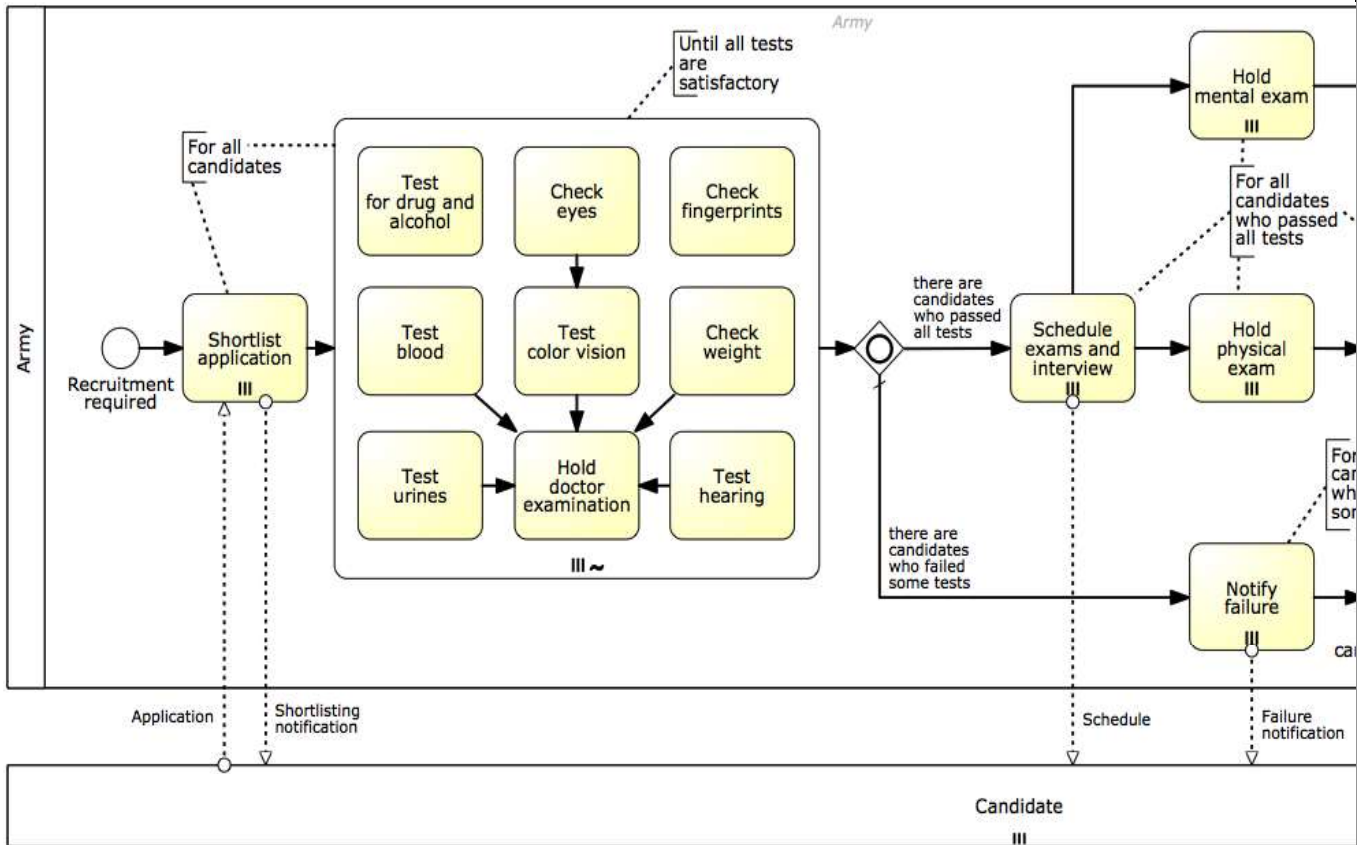 Army
Army
Until all tests
are
satisfactory
For all
candidates
Hold
mental exam
Test
for drug and
alcohol
Check
eyes
Check
fingerprints
For all
candidates
who passed
all tests
there are
candidates
who passed
all tests
Recruitment
required
Shortlist
application
Test
blood
Test
color vision
Check
weight
Schedule
exams and
interview
Hold
physical
exam
Test
urines
Hold
doctor
examination
Test
hearing
For
there are
candidates
who failed
some tests
Notify
failure
Application
Shortlisting
notification
Schedule
Failure
notification
Candidate